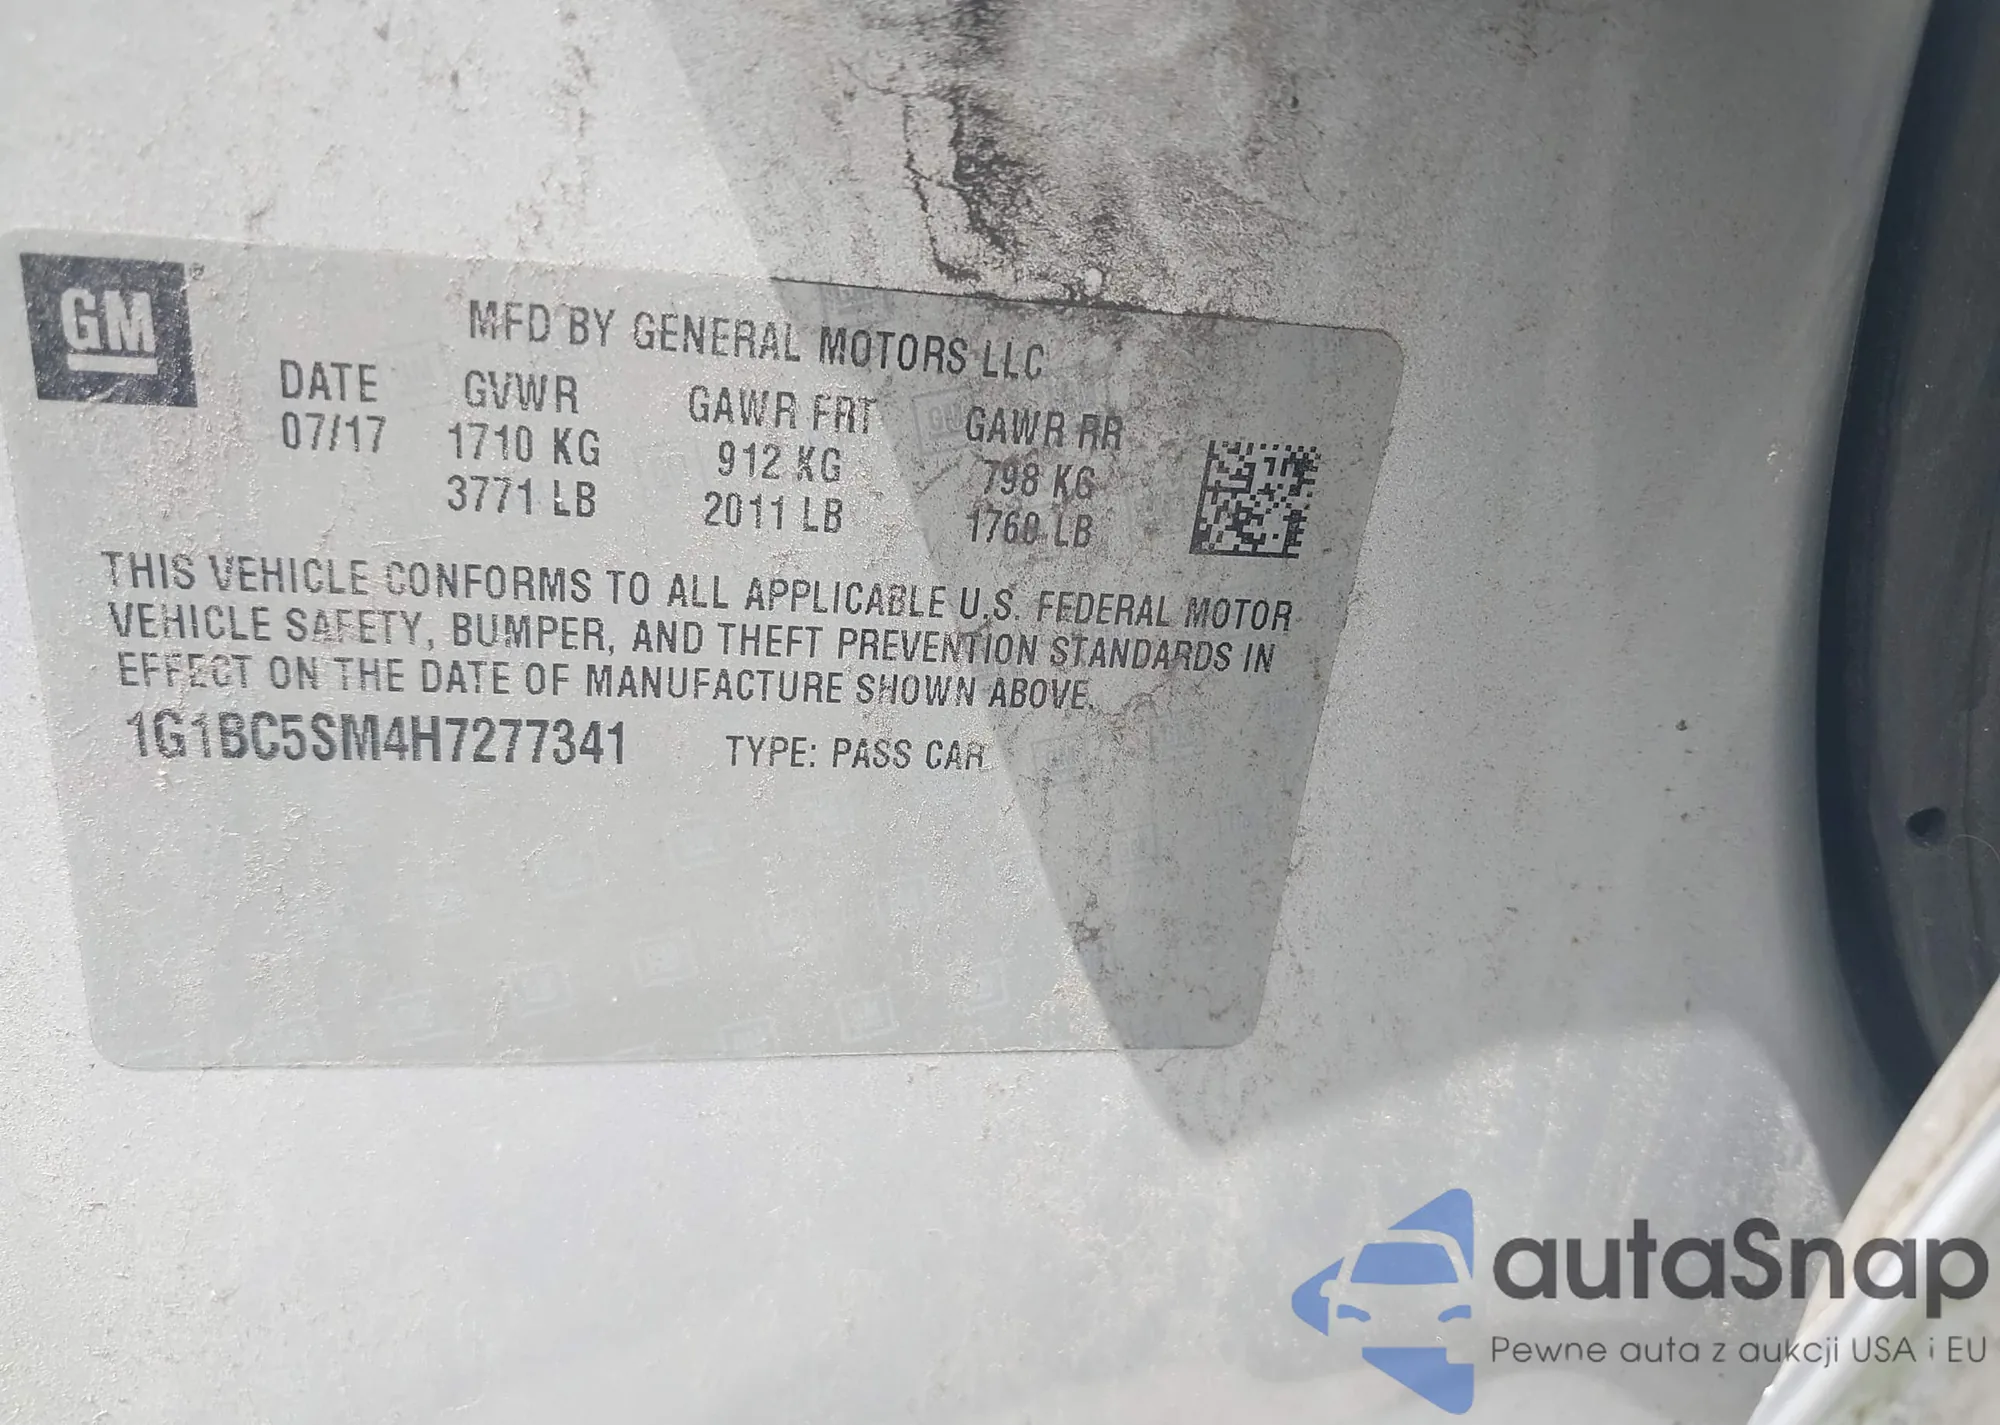 GM
MFD BY GENERAL MOTORS LLC
DATE GVWR GAWR FRT GAWR RR
07/17 1710 KG 912 KG 798 KG
3771 LB 2011 LB 1760 LB
THIS VEHICLE CONFORMS TO ALL APPLICABLE U.S. FEDERAL MOTOR
VEHICLE SAFETY, BUMPER, AND THEFT PREVENTION STANDARDS IN
EFFECT ON THE DATE OF MANUFACTURE SHOWN ABOVE.
1G1BC5SM4H7277341 TYPE: PASS CAR
autaSnap
Pewne auta z aukcji USA i EU